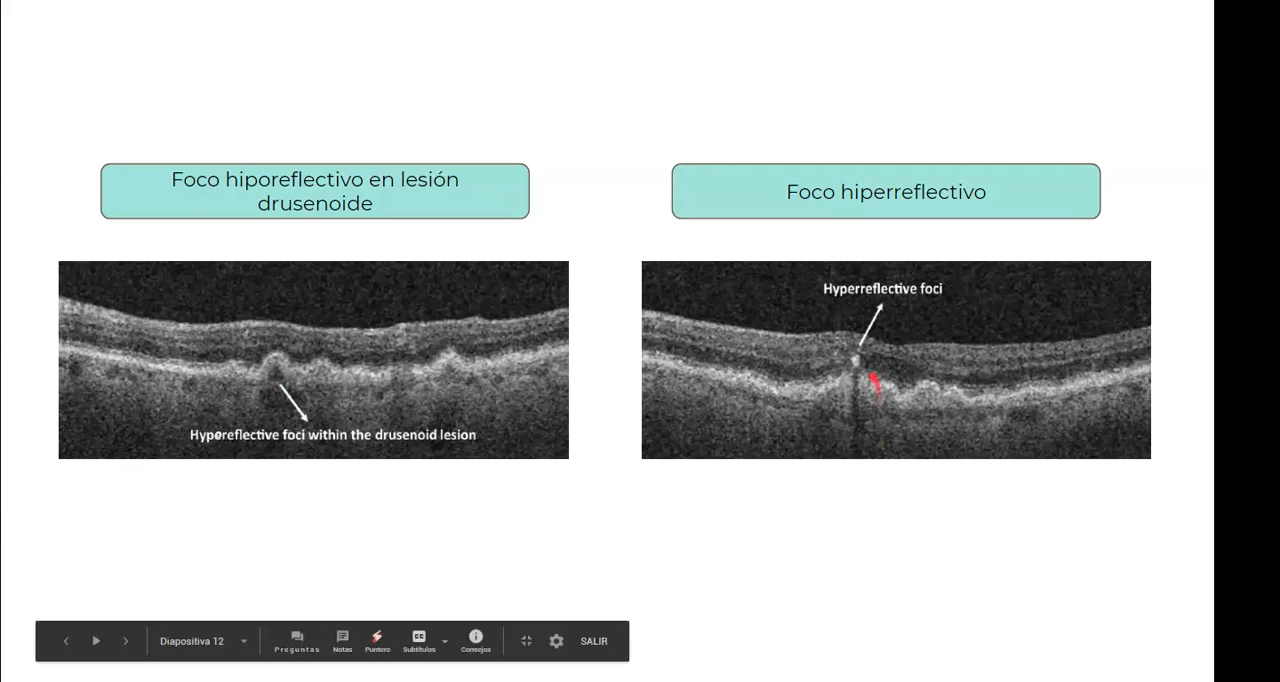 Foco hiporeflectivo en lesión
drusenoide
Foco hiperreflectivo
Hyperreflective foci
Hyporeflective foci within the drusenoid lesion
Diapositiva 12
Preguntas
Notas
Puntero
CC
Subtítulos
Consejos
SALIR